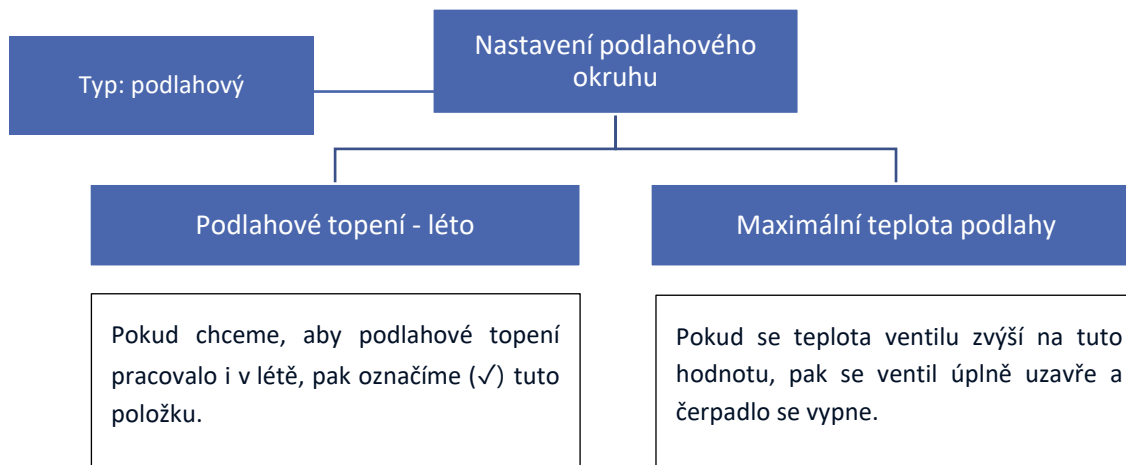 Nastavení podlahového
okruhu
Typ: podlahový
Podlahové topení - léto
Maximální teplota podlahy
Pokud chceme, aby podlahové topení
pracovalo i v létě, pak označíme (✓) tuto
položku.
Pokud se teplota ventilu zvýší na tuto
hodnotu, pak se ventil úplně uzavře a
čerpadlo se vypne.